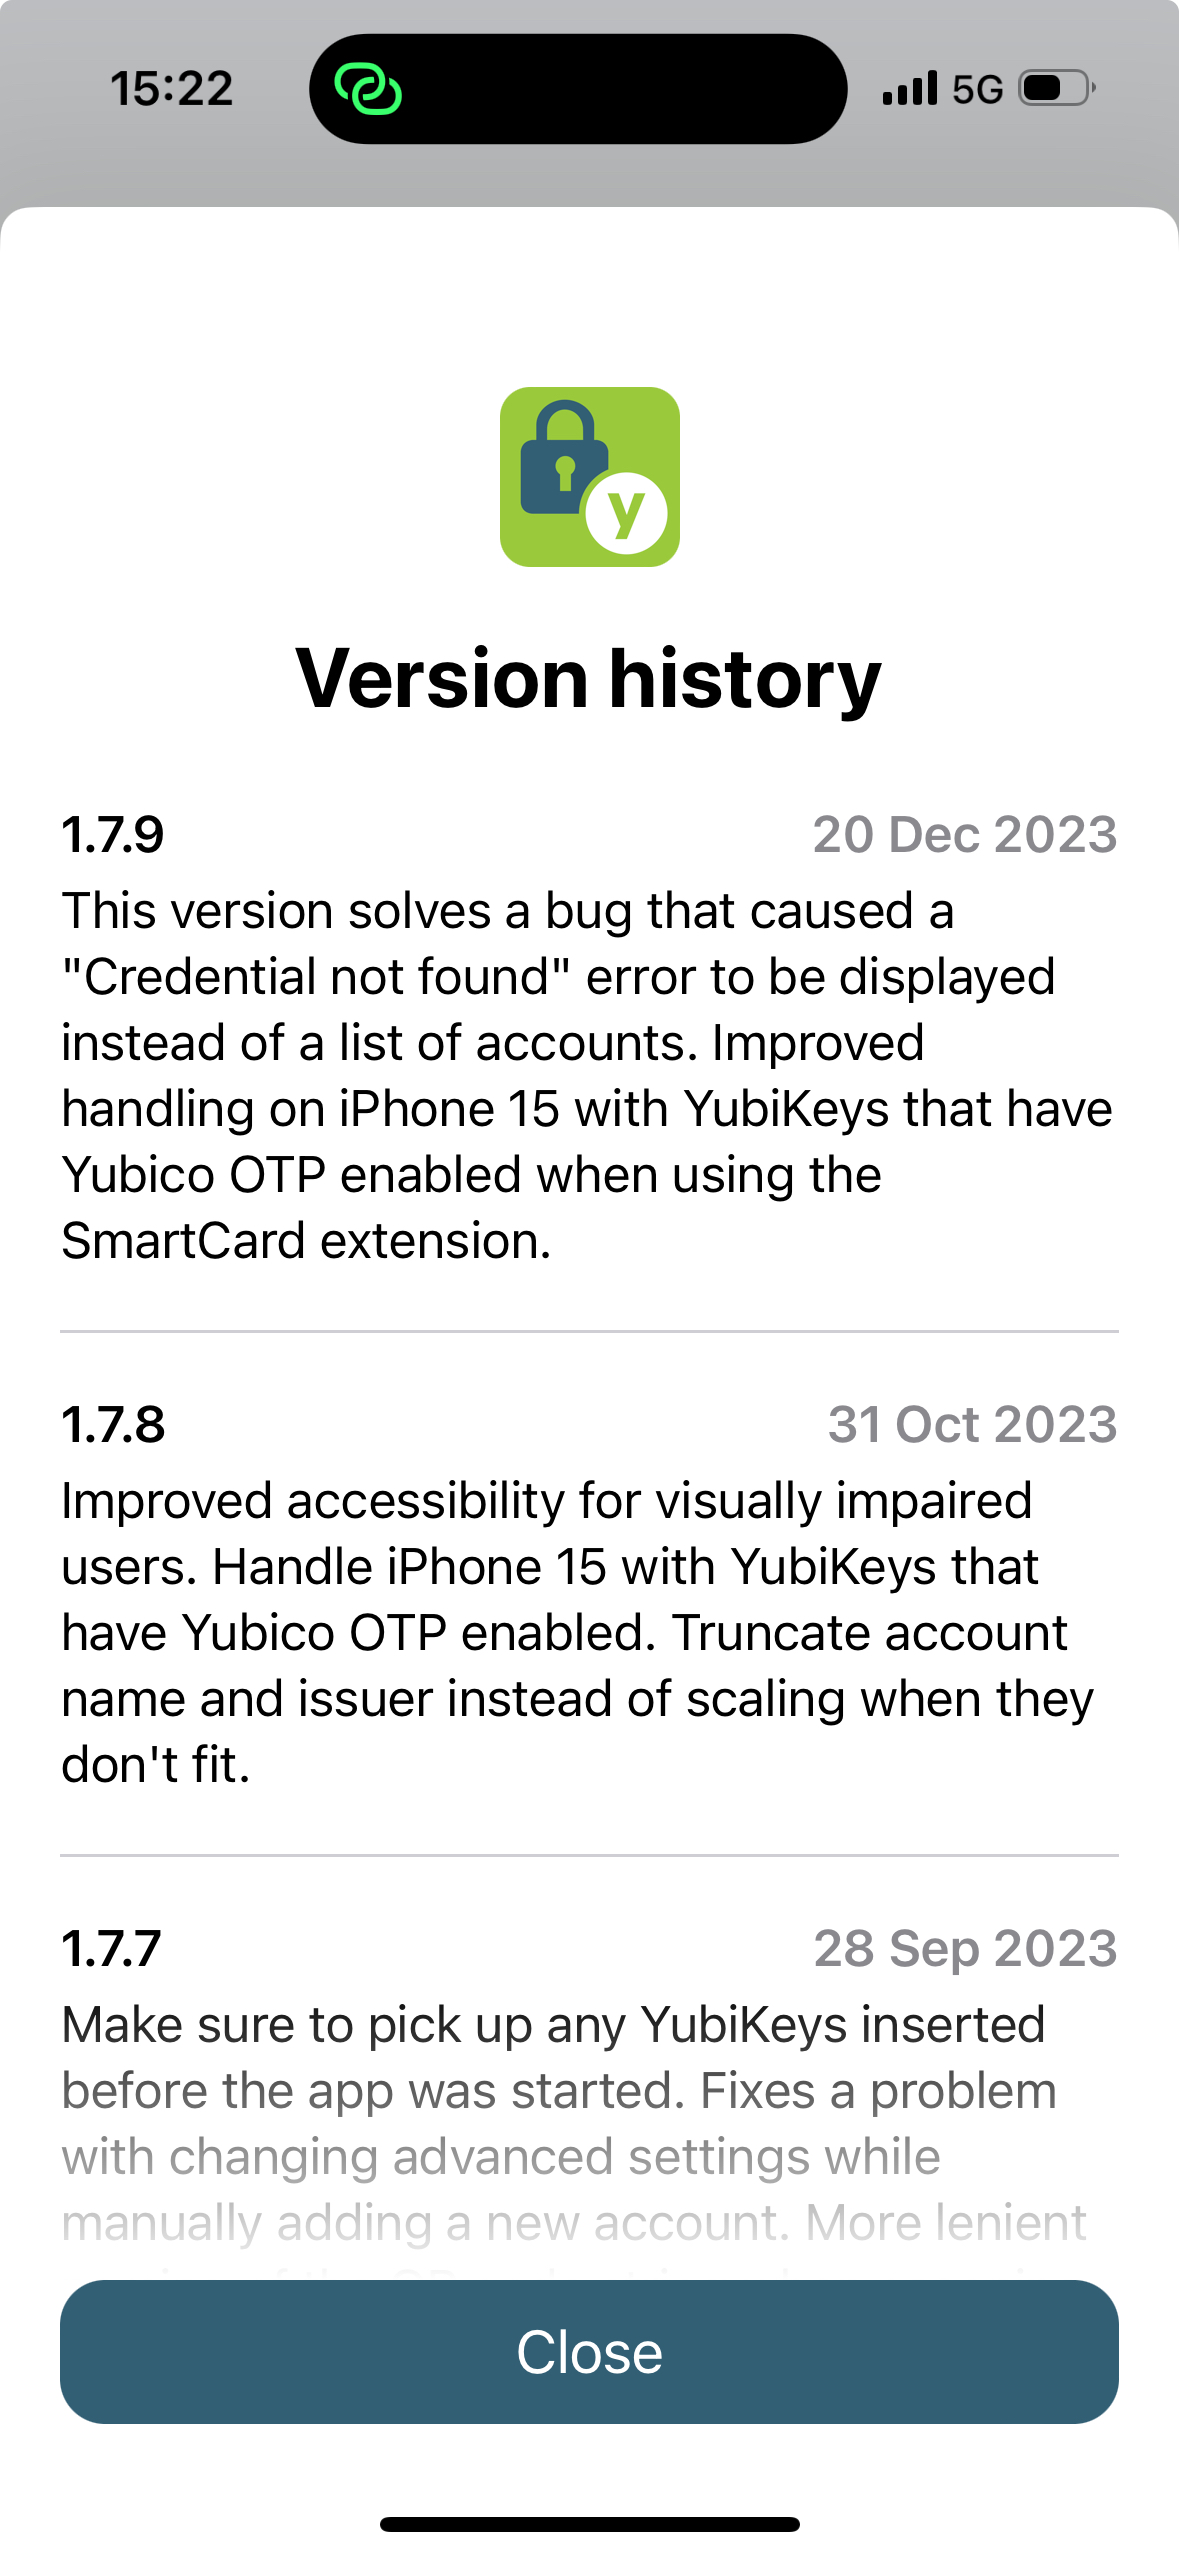 15:22
5G
y
Version history
1.7.9
20 Dec 2023
This version solves a bug that caused a
"Credential not found" error to be displayed
instead of a list of accounts. Improved
handling on iPhone 15 with YubiKeys that have
Yubico OTP enabled when using the
SmartCard extension.
1.7.8
31 Oct 2023
Improved accessibility for visually impaired
users. Handle iPhone 15 with YubiKeys that
have Yubico OTP enabled. Truncate account
name and issuer instead of scaling when they
don't fit.
1.7.7
28 Sep 2023
Make sure to pick up any YubiKeys inserted
before the app was started. Fixes a problem
with changing advanced settings while
manually adding a new account. More lenient
Close